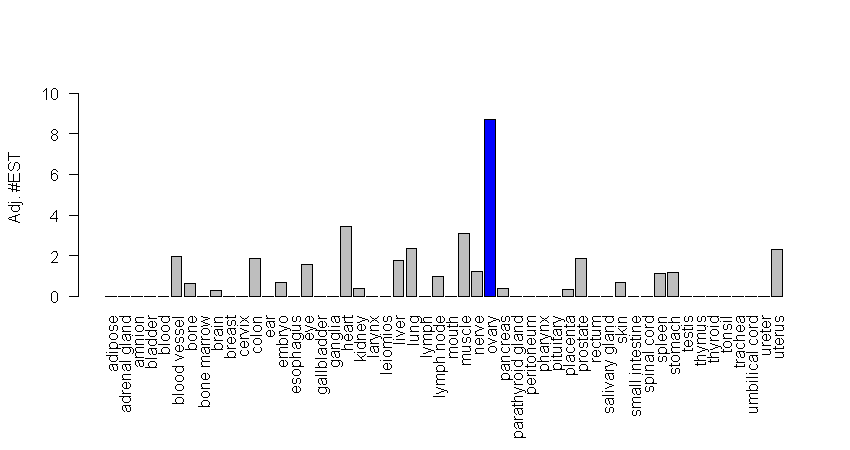 10
8
6
4
2
0
Adj. #EST
adipose
adrenal gland
amnion
bladder
blood
blood vessel
bone
bone marrow
brain
breast
cervix
colon
ear
embryo
esophagus
eye
gallbladder
ganglia
heart
kidney
larynx
leiomios
liver
lung
lymph
lymph node
mouth
muscle
nerve
ovary
pancreas
parathyroid gland
peritoneum
pharynx
pituitary
placenta
prostate
rectum
salivary gland
skin
small intestine
spinal cord
spleen
stomach
testis
thymus
thyroid
tonsil
trachea
umbilical cord
ureter
uterus